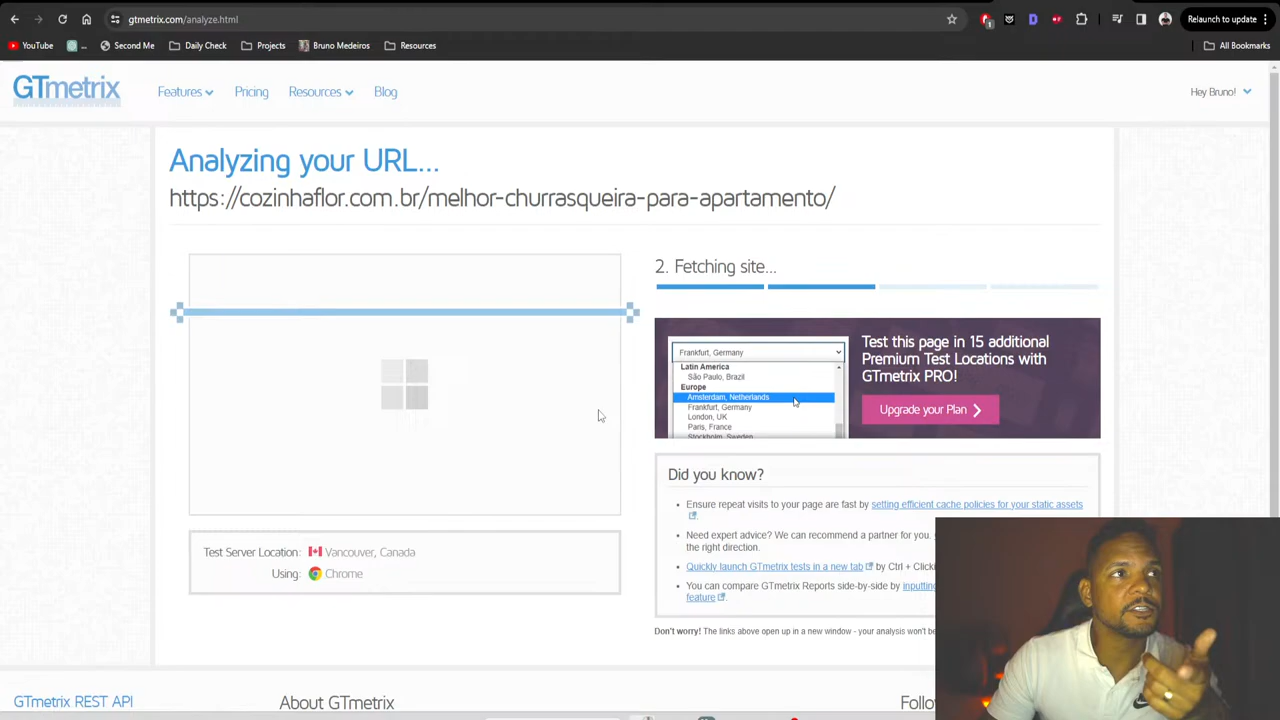 gtmetrix.com/analyze.html
Relaunch to update
YouTube
...
Second Me
Daily Check
Projects
Bruno Medeiros
Resources
All Bookmarks
GTmetrix
Features
Pricing
Resources
Blog
Hey Bruno!
Analyzing your URL...
https://cozinhaflor.com.br/melhor-churrasqueira-para-apartamento/
2. Fetching site...
Frankfurt, Germany
Latin America
São Paulo, Brazil
Europe
Amsterdam, Netherlands
Frankfurt, Germany
London, UK
Paris, France
Stockholm, Sweden
Test this page in 15 additional
Premium Test Locations with
GTmetrix PRO!
Upgrade your Plan
Did you know?
Ensure repeat visits to your page are fast by setting efficient cache policies for your static assets
.
Need expert advice? We can recommend a partner for you.
the right direction.
Quickly launch GTmetrix tests in a new tab by Ctrl + Clicki
You can compare GTmetrix Reports side-by-side by inputting
feature .
Don't worry! The links above open up in a new window - your analysis won't be
Test Server Location: Vancouver, Canada
Using: Chrome
GTmetrix REST API
About GTmetrix
Follo